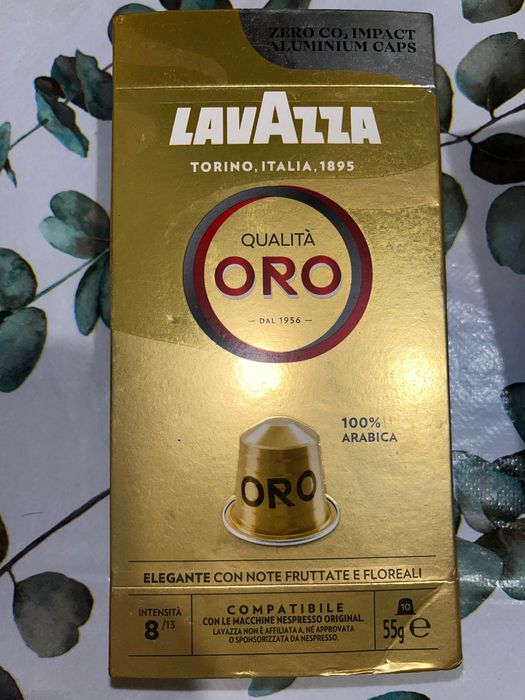 ZERO CO₂ IMPACT
ALUMINIUM CAPS
LAVAZZA
TORINO, ITALIA, 1895
QUALITÀ
ORO
DAL 1956
100%
ARABICA
ORO
ELEGANTE CON NOTE FRUTTATE E FLOREALI
INTENSITÀ
8/13
COMPATIBILE
CON LE MACCHINE NESPRESSO ORIGINAL.
LAVAZZA NON È AFFILIATA A, NÉ APPROVATA
O SPONSORIZZATA DA NESPRESSO.
10
55g ℮